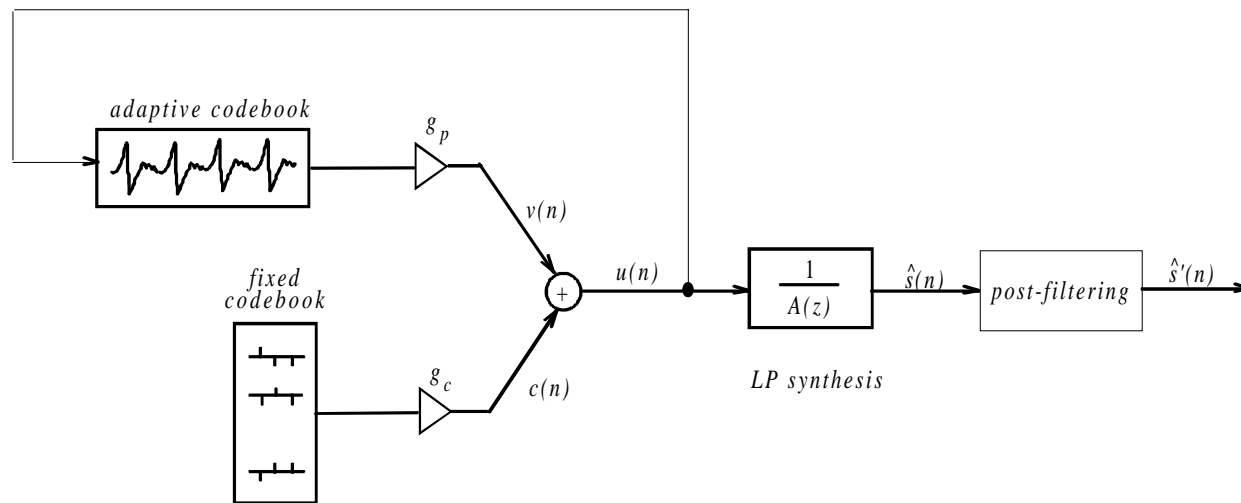 adaptive codebook
g_p
v(n)
fixed
codebook
g_c
c(n)
+
u(n)
1
A(z)
LP synthesis
ŝ(n)
post-filtering
ŝ'(n)